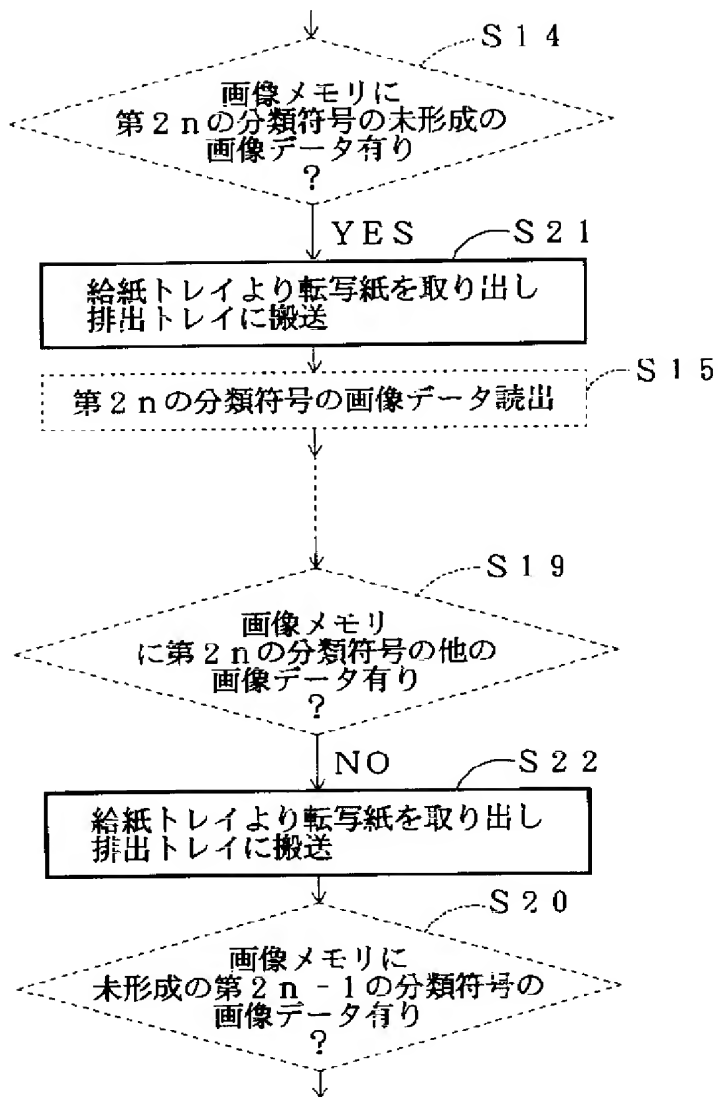 S14
画像メモリに
第2nの分類符号の未形成の
画像データ有り
?
YES
S21
給紙トレイより転写紙を取り出し
排出トレイに搬送
S15
第2nの分類符号の画像データ読出
S19
画像メモリ
に第2nの分類符号の他の
画像データ有り
?
NO
S22
給紙トレイより転写紙を取り出し
排出トレイに搬送
S20
画像メモリに
未形成の第2n-1の分類符号の
画像データ有り
?